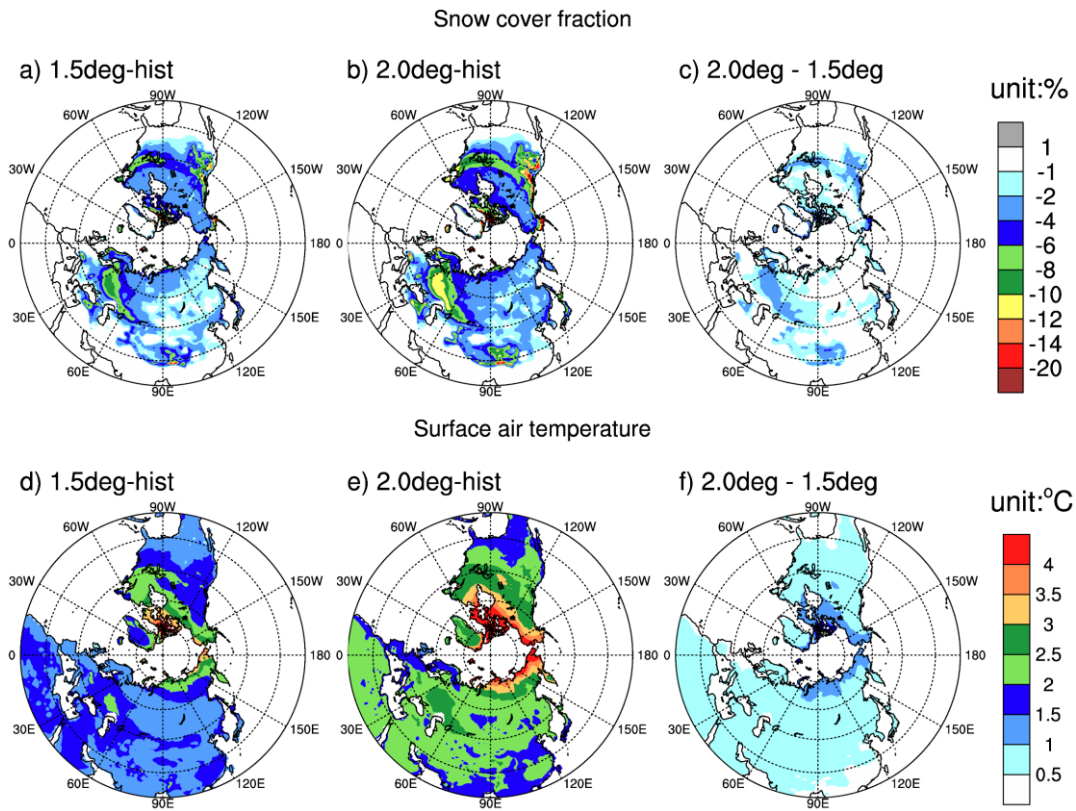 Snow cover fraction
a) 1.5deg-hist
b) 2.0deg-hist
c) 2.0deg - 1.5deg
unit:%
90W
60W
120W
30W
150W
0
180
30E
150E
60E
120E
90E
90W
60W
120W
30W
150W
0
180
30E
150E
60E
120E
90E
90W
60W
120W
30W
150W
0
180
30E
150E
60E
120E
90E
1
-1
-2
-4
-6
-8
-10
-12
-14
-20
Surface air temperature
d) 1.5deg-hist
e) 2.0deg-hist
f) 2.0deg - 1.5deg
unit:°C
90W
60W
120W
30W
150W
0
180
30E
150E
60E
120E
90E
90W
60W
120W
30W
150W
0
180
30E
150E
60E
120E
90E
90W
60W
120W
30W
150W
0
180
30E
150E
60E
120E
90E
4
3.5
3
2.5
2
1.5
1
0.5